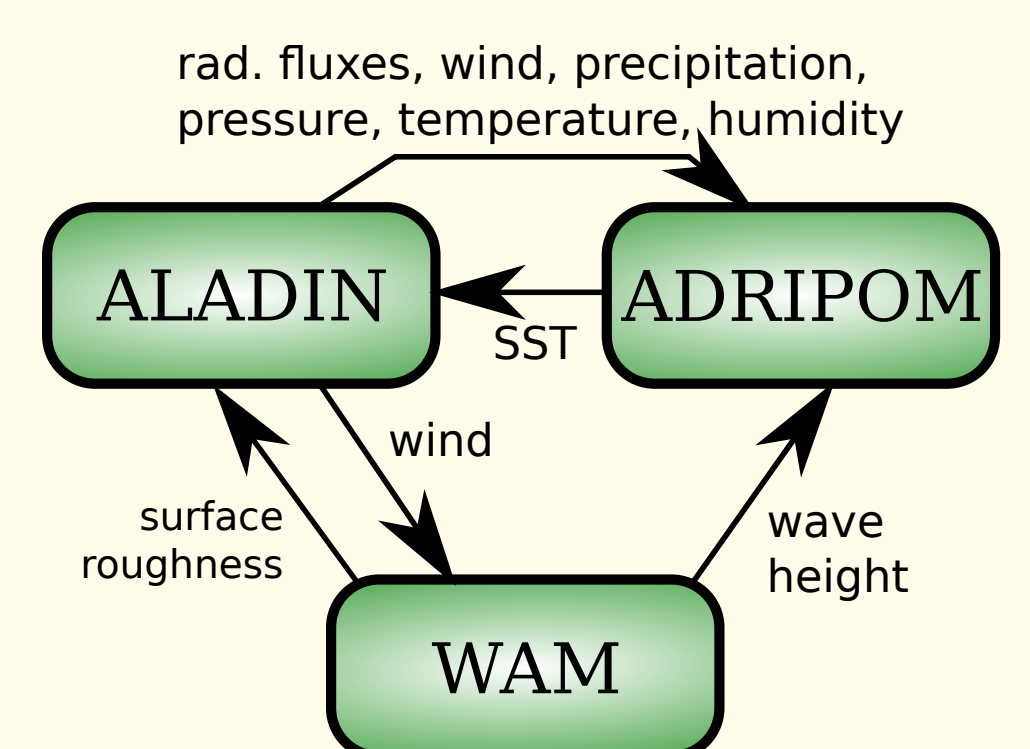 rad. fluxes, wind, precipitation,
pressure, temperature, humidity
ALADIN
ADRIPOM
SST
wind
surface
roughness
wave
height
WAM